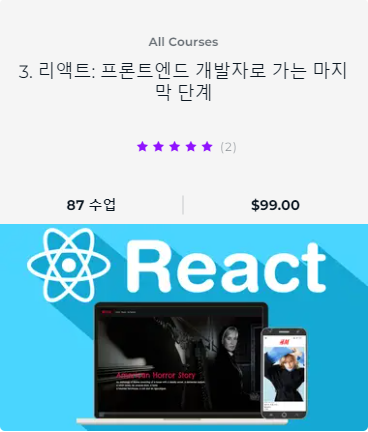 All Courses
3. 리액트: 프론트엔드 개발자로 가는 마지
막 단계
(2)
87 수업
$99.00
React
American Horror Story
H&M